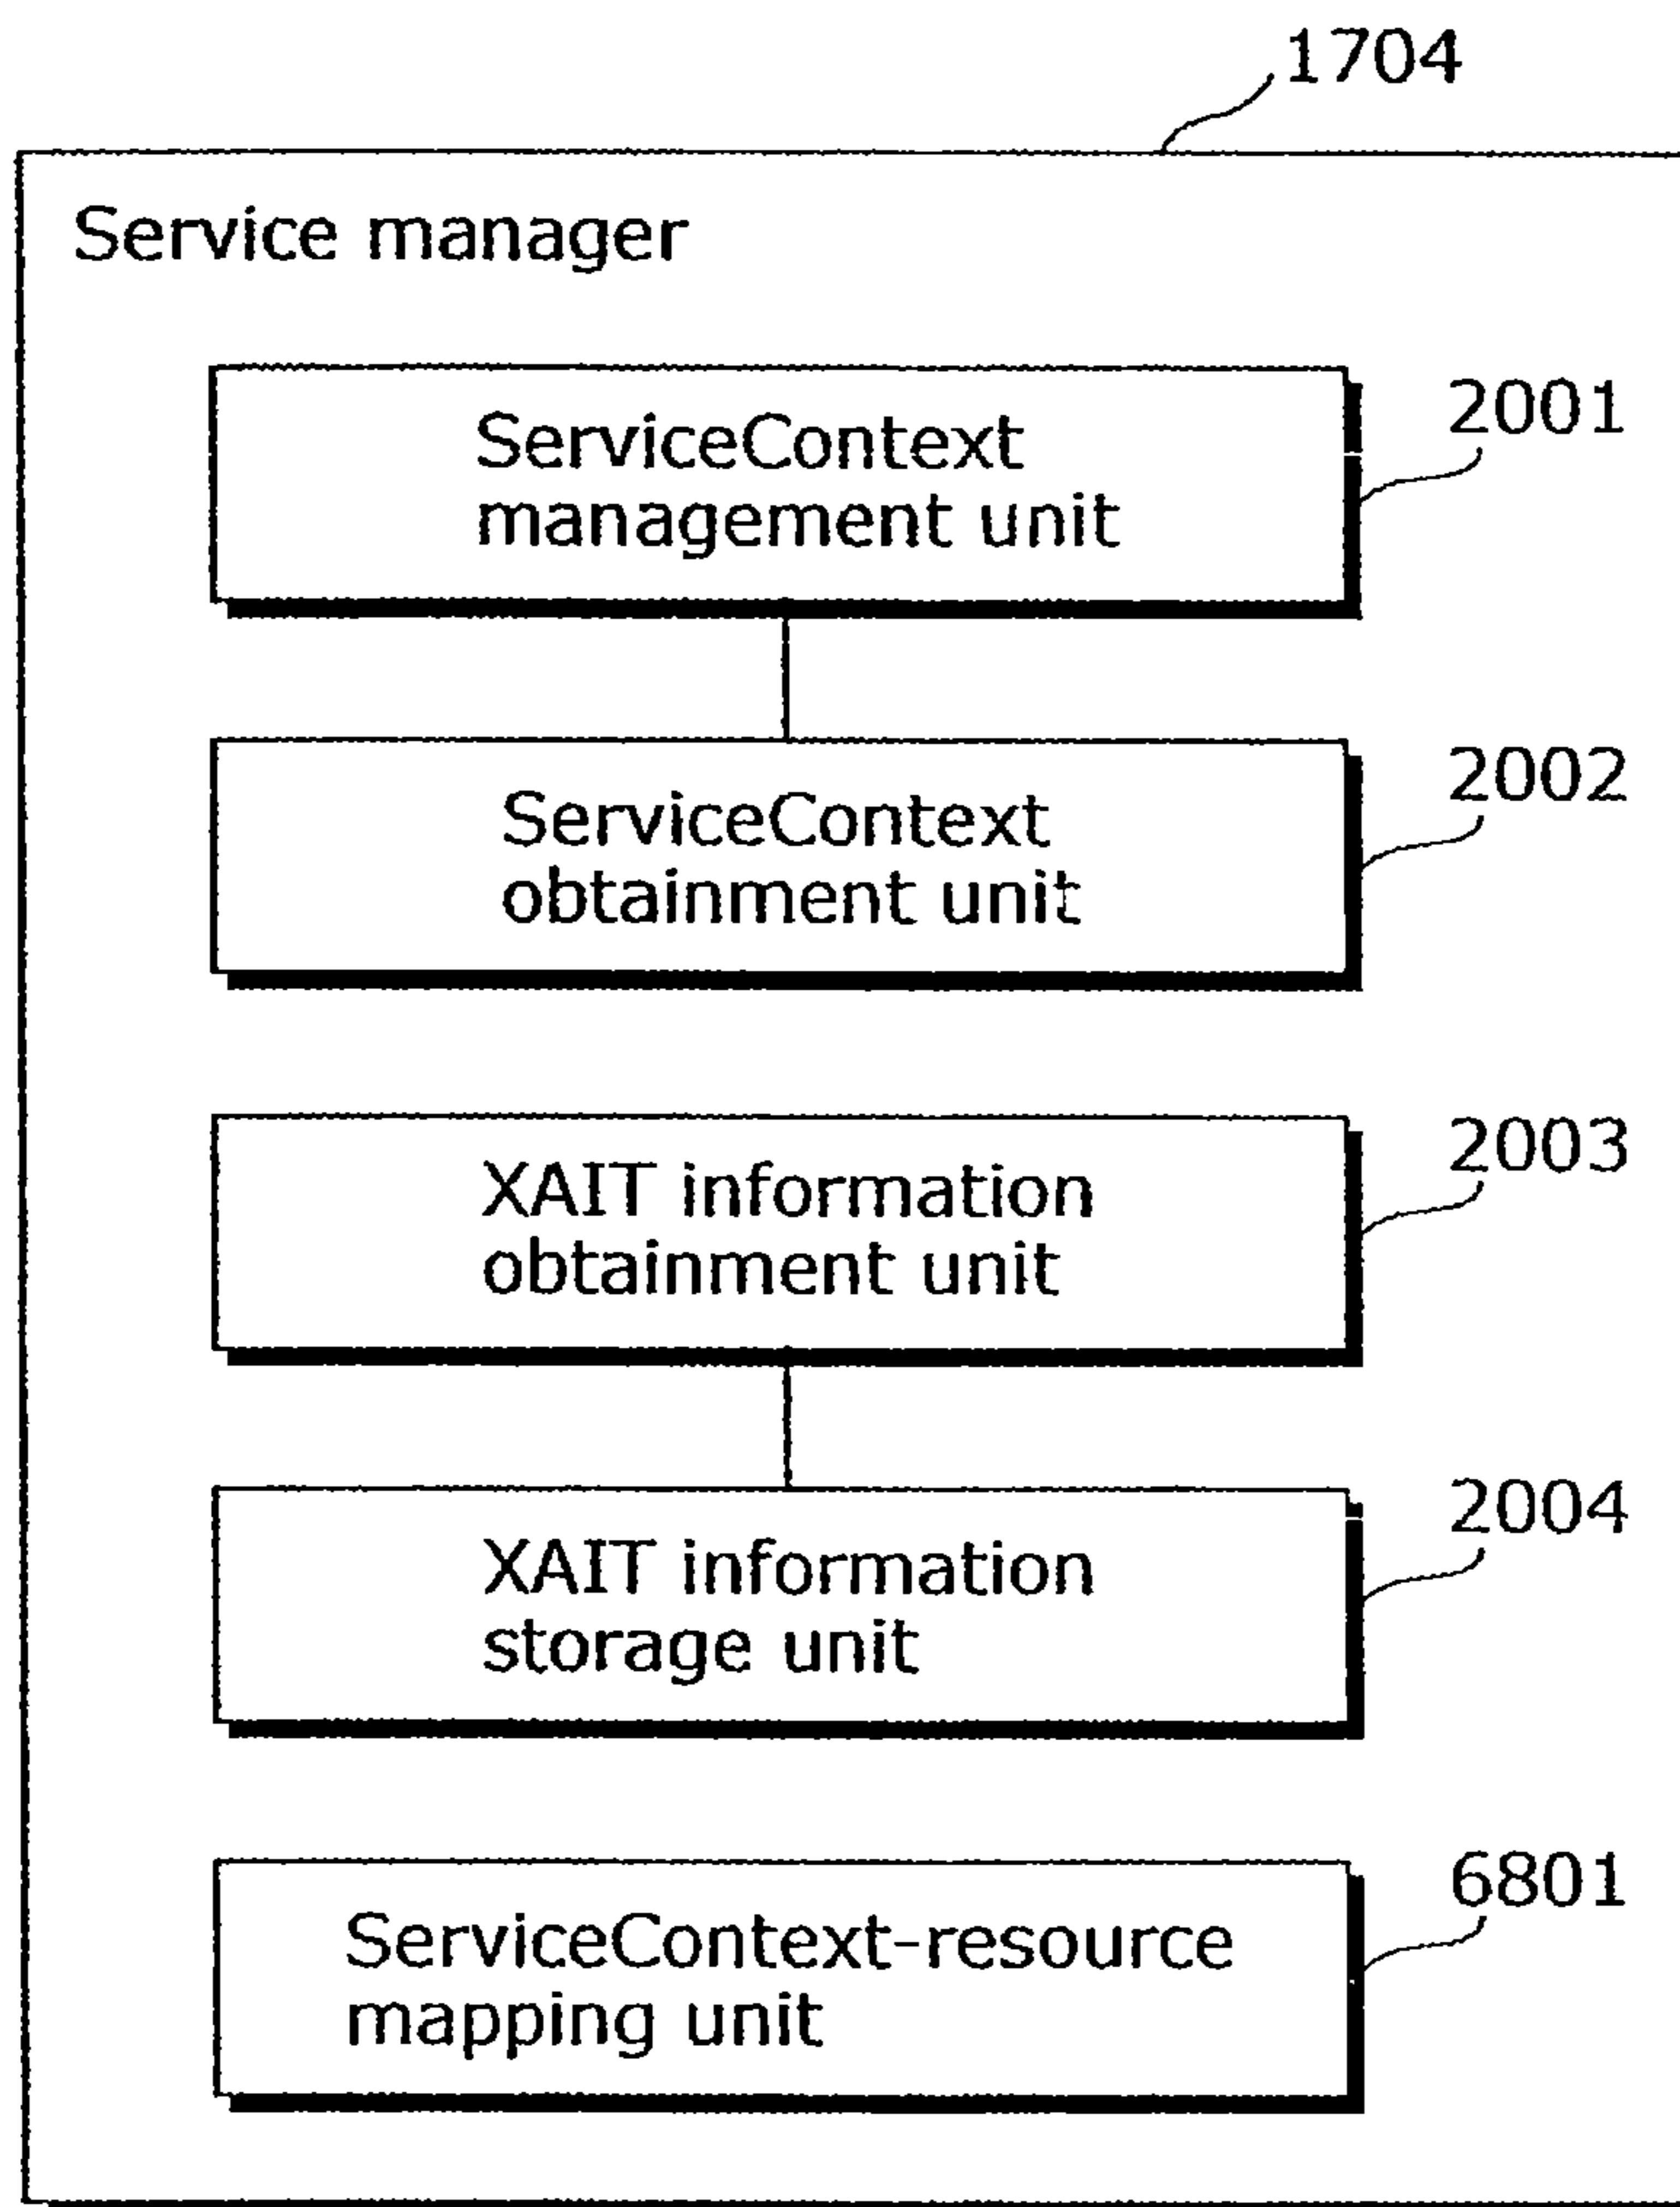 1704
Service manager
ServiceContext
management unit
2001
ServiceContext
obtainment unit
2002
XAIT information
obtainment unit
2003
XAIT information
storage unit
2004
ServiceContext-resource
mapping unit
6801